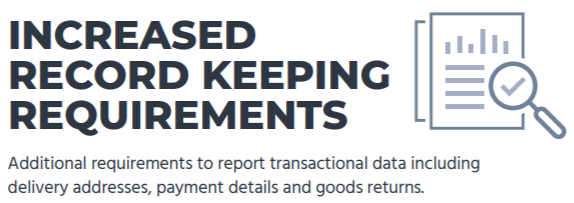 INCREASED
RECORD KEEPING
REQUIREMENTS
Additional requirements to report transactional data including
delivery addresses, payment details and goods returns.